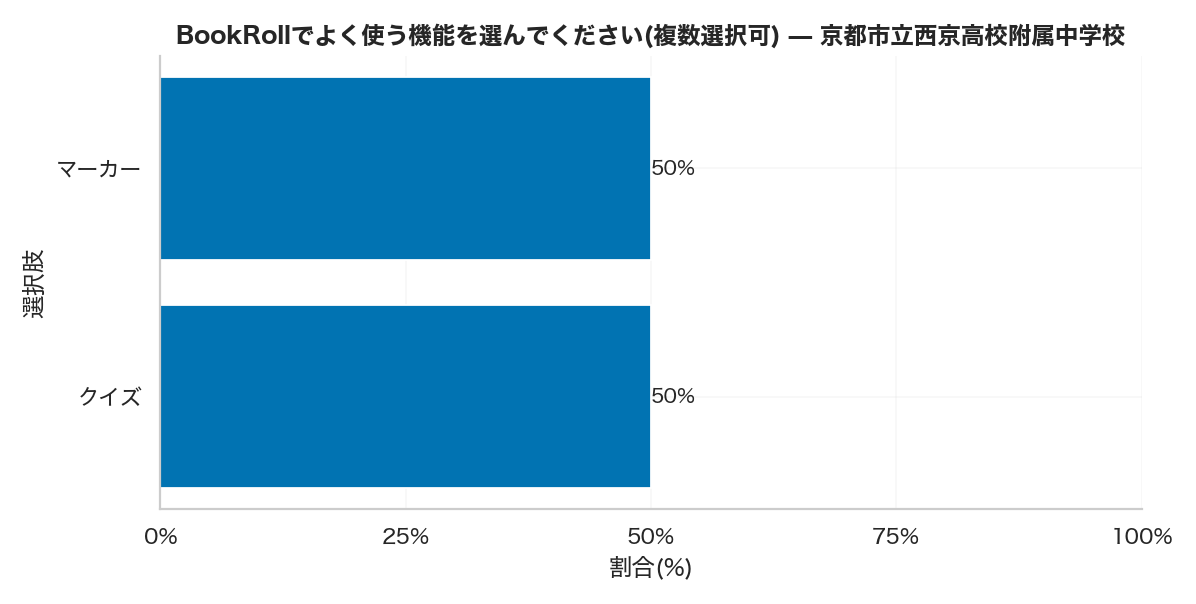 BookRollでよく使う機能を選んでください(複数選択可) — 京都市立西京高校附属中学校
選択肢
マーカー
50%
クイズ
50%
0%
25%
50%
75%
100%
割合(%)